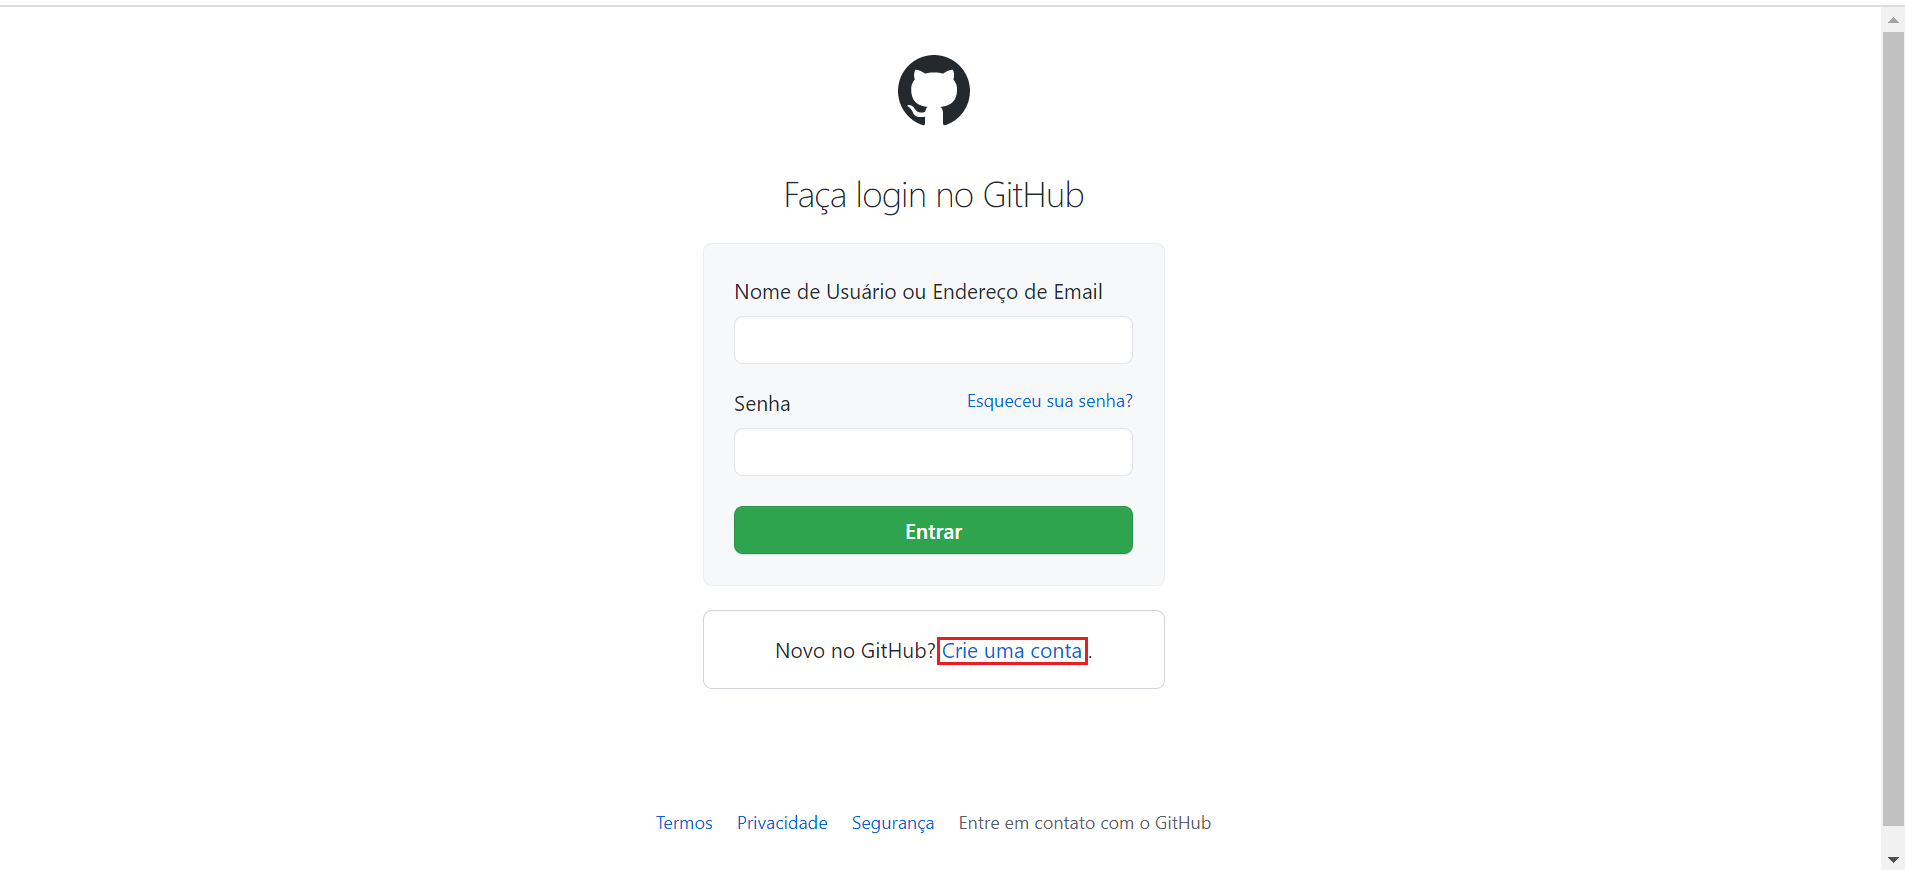 Faça login no GitHub
Nome de Usuário ou Endereço de Email
Senha
Esqueceu sua senha?
Entrar
Novo no GitHub? Crie uma conta.
Termos Privacidade Segurança Entre em contato com o GitHub